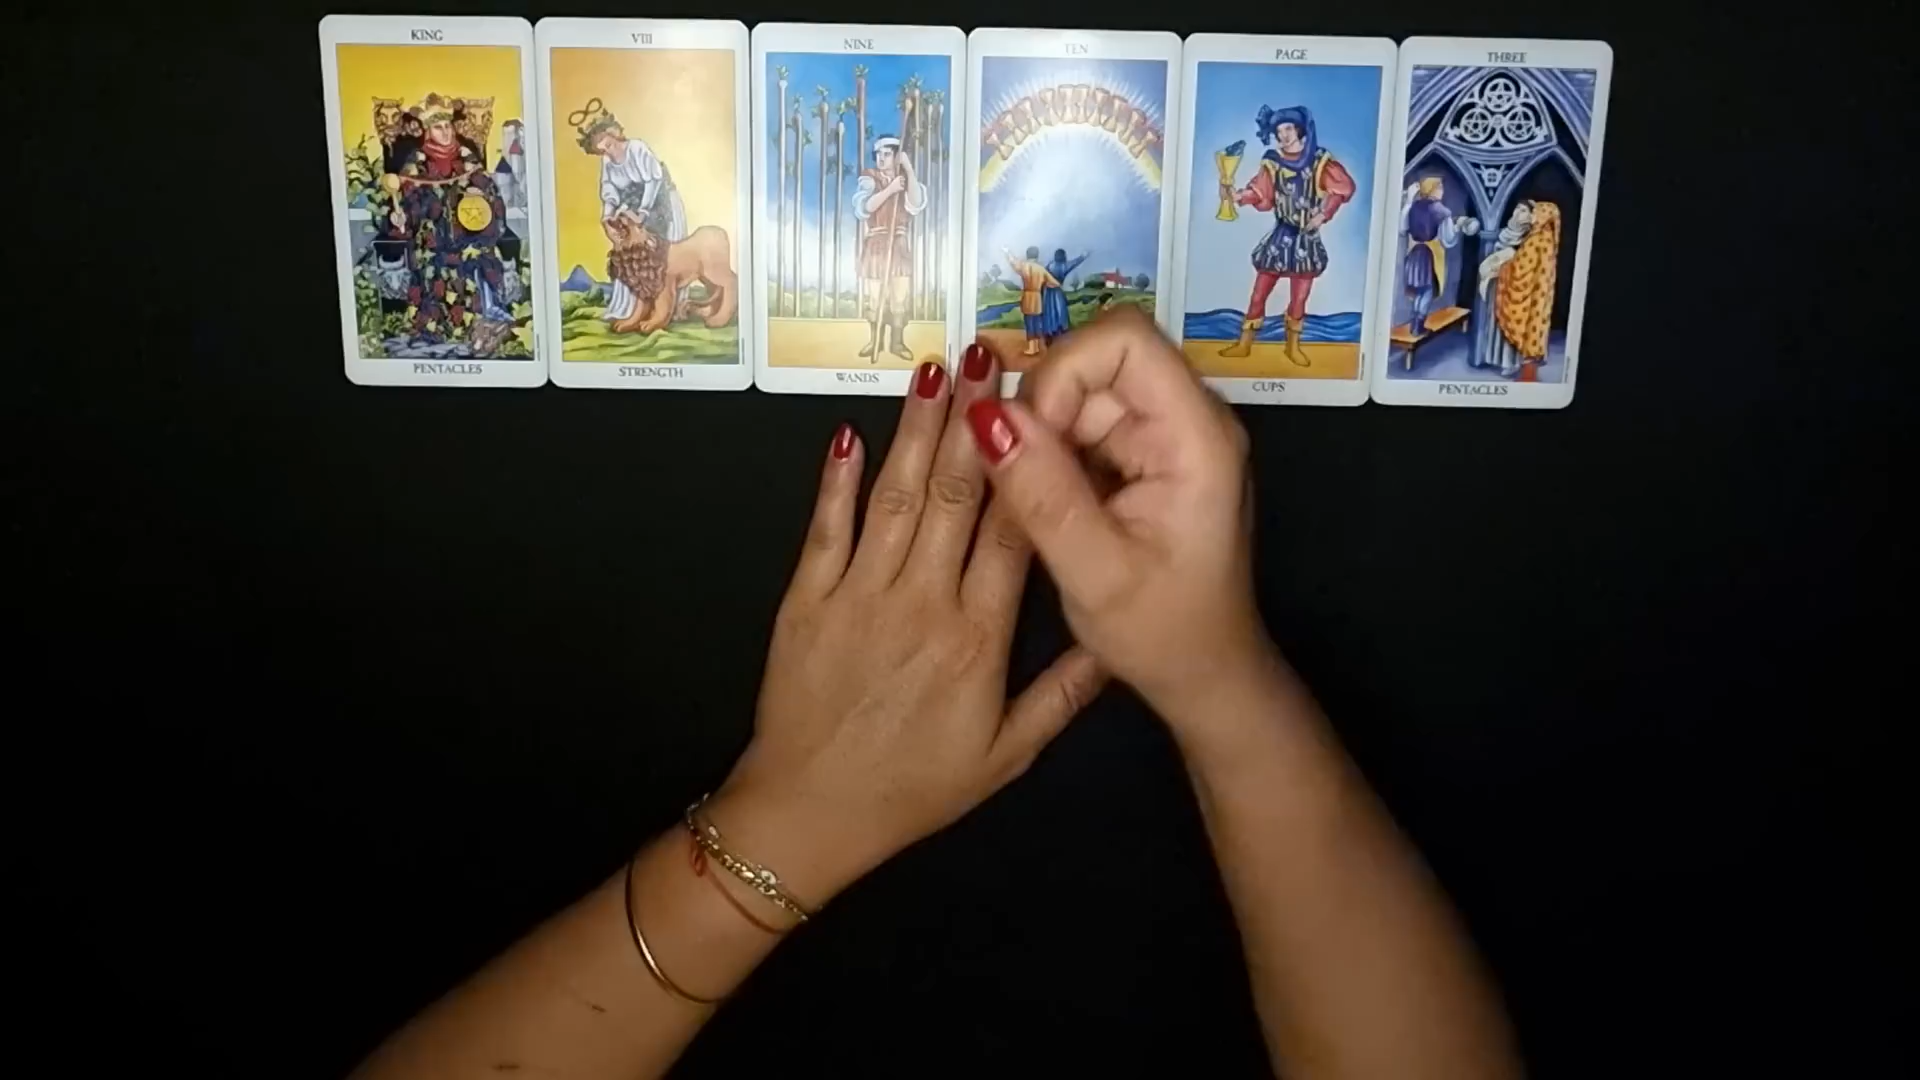 KING
VIII
NINE
TEN
PAGE
THREE
PENTACLES
STRENGTH
WANDS
CUPS
PENTACLES